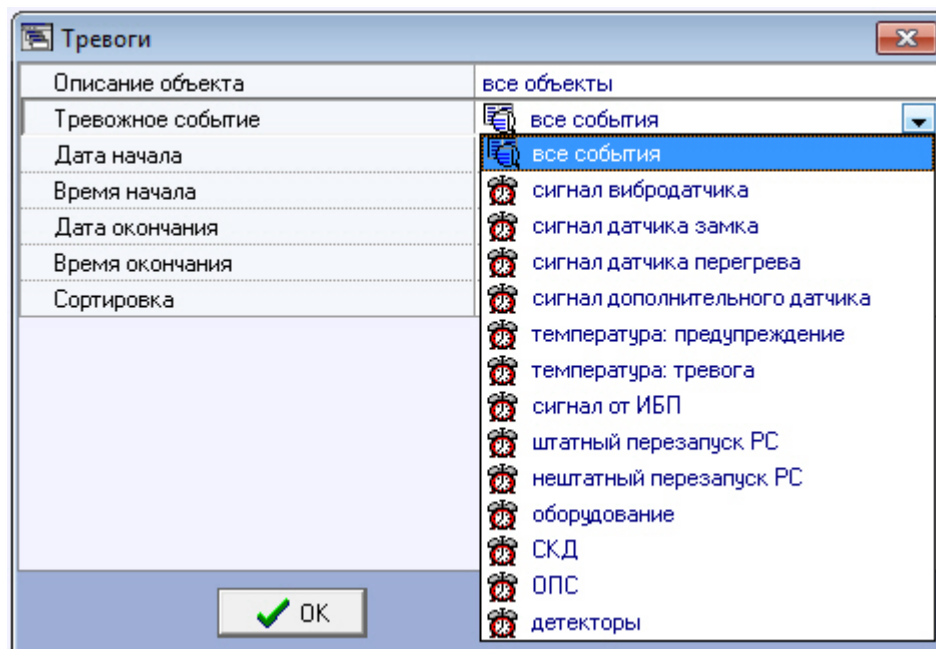 Тревоги
Описание объекта все объекты
Тревожное событие все события
Дата начала все события
Время начала сигнал вибродатчика
Дата окончания сигнал датчика замка
Время окончания сигнал датчика перегрева
Сортировка сигнал дополнительного датчика
температура: предупреждение
температура: тревога
сигнал от ИБП
штатный перезапуск РС
нештатный перезапуск РС
оборудование
СКД
ОПС
OK
детекторы